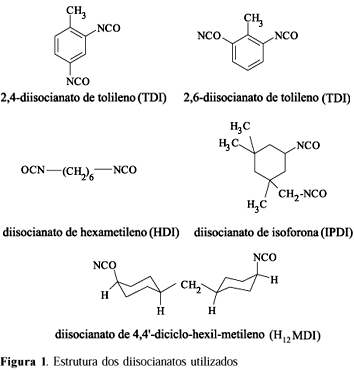 CH₃
NCO
NCO
2,4-diisocianato de tolileno (TDI)
CH₃
NCO
NCO
2,6-diisocianato de tolileno (TDI)
OCN—(CH₂)₆—NCO
diisocianato de hexametileno (HDI)
H₃C
H₃C
NCO
CH₂-NCO
H₃C
diisocianato de isoforona (IPDI)
NCO
NCO
CH₂
H
H
H
H
diisocianato de 4,4'-diciclo-hexil-metileno (H₁₂MDI)
Figura 1. Estrutura dos diisocianatos utilizados